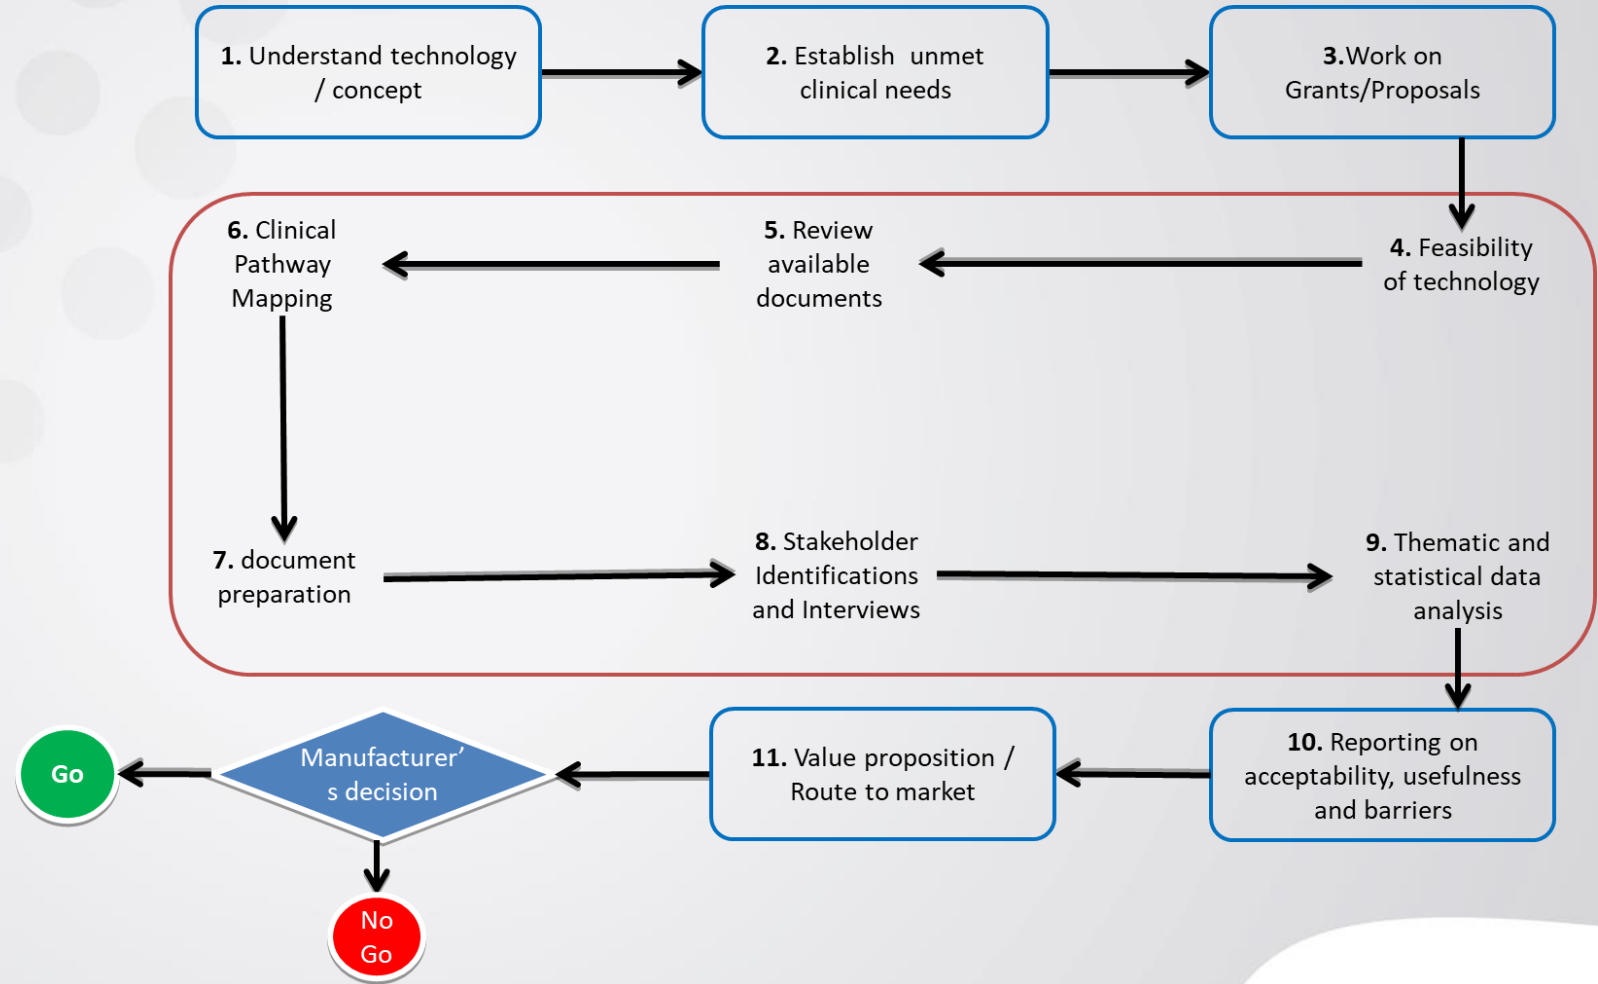 1. Understand technology
/ concept
2. Establish unmet
clinical needs
3.Work on
Grants/Proposals
4. Feasibility
of technology
5. Review
available
documents
6. Clinical
Pathway
Mapping
7. document
preparation
8. Stakeholder
Identifications
and Interviews
9. Thematic and
statistical data
analysis
10. Reporting on
acceptability, usefulness
and barriers
11. Value proposition /
Route to market
Manufacturer’
s decision
Go
No
Go